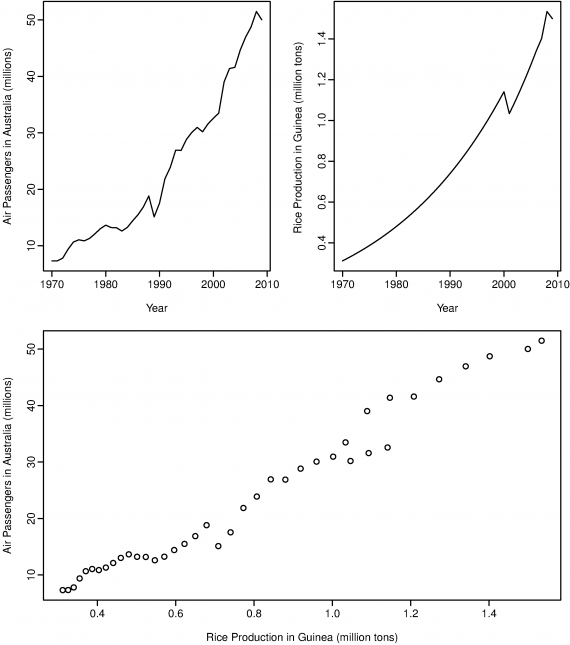 Air Passengers in Australia (millions)
10 20 30 40 50
1970 1980 1990 2000 2010
Year
Rice Production in Guinea (million tons)
0.4 0.6 0.8 1.0 1.2 1.4
1970 1980 1990 2000 2010
Year
Air Passengers in Australia (millions)
10 20 30 40 50
0.4 0.6 0.8 1.0 1.2 1.4
Rice Production in Guinea (million tons)